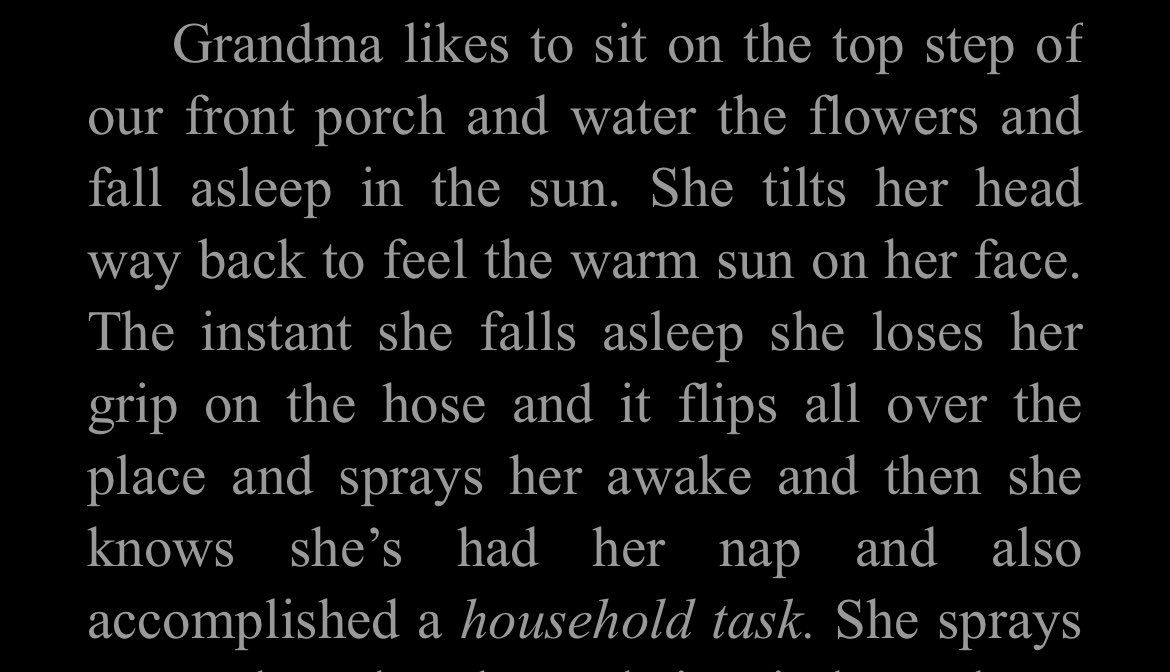 Grandma likes to sit on the top step of
our front porch and water the flowers and
fall asleep in the sun. She tilts her head
way back to feel the warm sun on her face.
The instant she falls asleep she loses her
grip on the hose and it flips all over the
place and sprays her awake and then she
knows she’s had her nap and also
accomplished a household task. She sprays